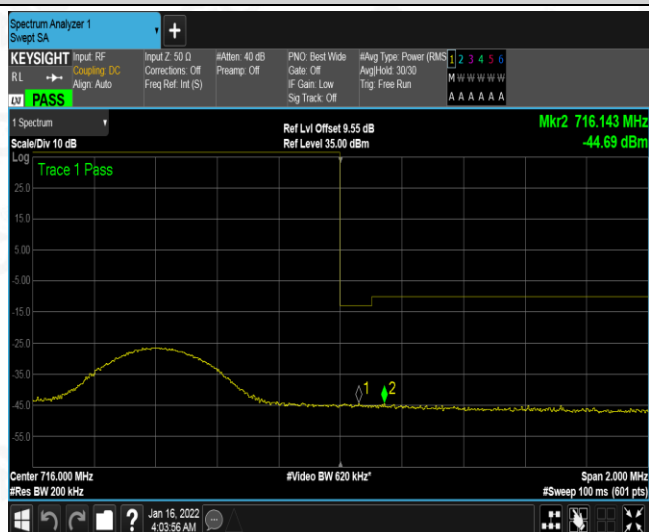 Spectrum Analyzer 1
Swept SA
+
KEYSIGHT
RL
LXI PASS
Input: RF
Coupling: DC
Align: Auto
Input Z: 50 Ω
Corrections: Off
Freq Ref: Int (S)
#Atten: 40 dB
Preamp: Off
PNO: Best Wide
Gate: Off
IF Gain: Low
Sig Track: Off
#Avg Type: Power (RMS
Avg|Hold: 30/30
Trig: Free Run
1 2 3 4 5 6
M W W W W W
A A A A A A
1 Spectrum
Scale/Div 10 dB
Ref Lvl Offset 9.55 dB
Ref Level 35.00 dBm
Mkr2 716.143 MHz
-44.69 dBm
Log
Trace 1 Pass
25.0
15.0
5.00
-5.00
-15.0
-25.0
-35.0
-45.0
-55.0
1
2
Center 716.000 MHz
#Res BW 200 kHz
#Video BW 620 kHz*
Span 2.000 MHz
#Sweep 100 ms (601 pts)
?
Jan 16, 2022
4:03:56 AM